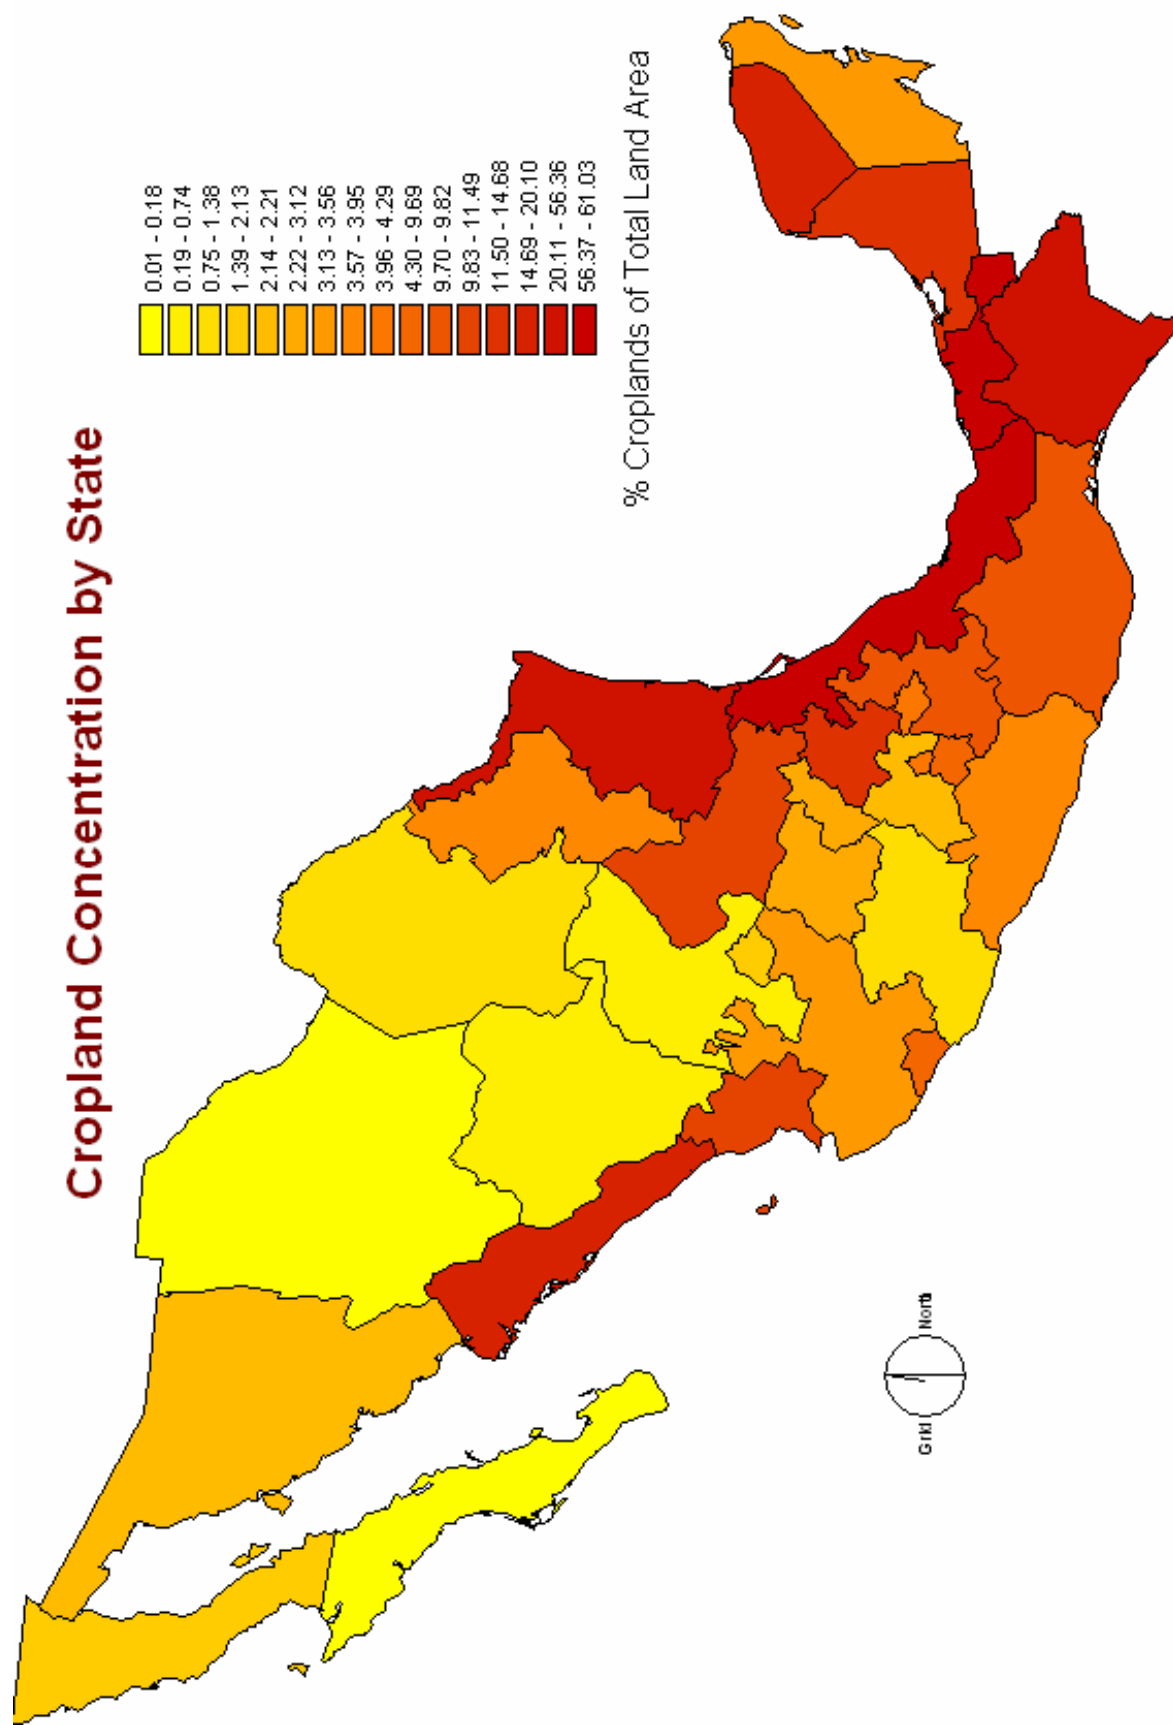 Cropland Concentration by State
0.01 - 0.18
0.19 - 0.74
0.75 - 1.38
1.39 - 2.13
2.14 - 2.21
2.22 - 3.12
3.13 - 3.56
3.57 - 3.95
3.96 - 4.29
4.30 - 9.69
9.70 - 9.82
9.83 - 11.49
11.50 - 14.68
14.69 - 20.10
20.11 - 56.36
56.37 - 61.03
% Croplands of Total Land Area
Grid
North